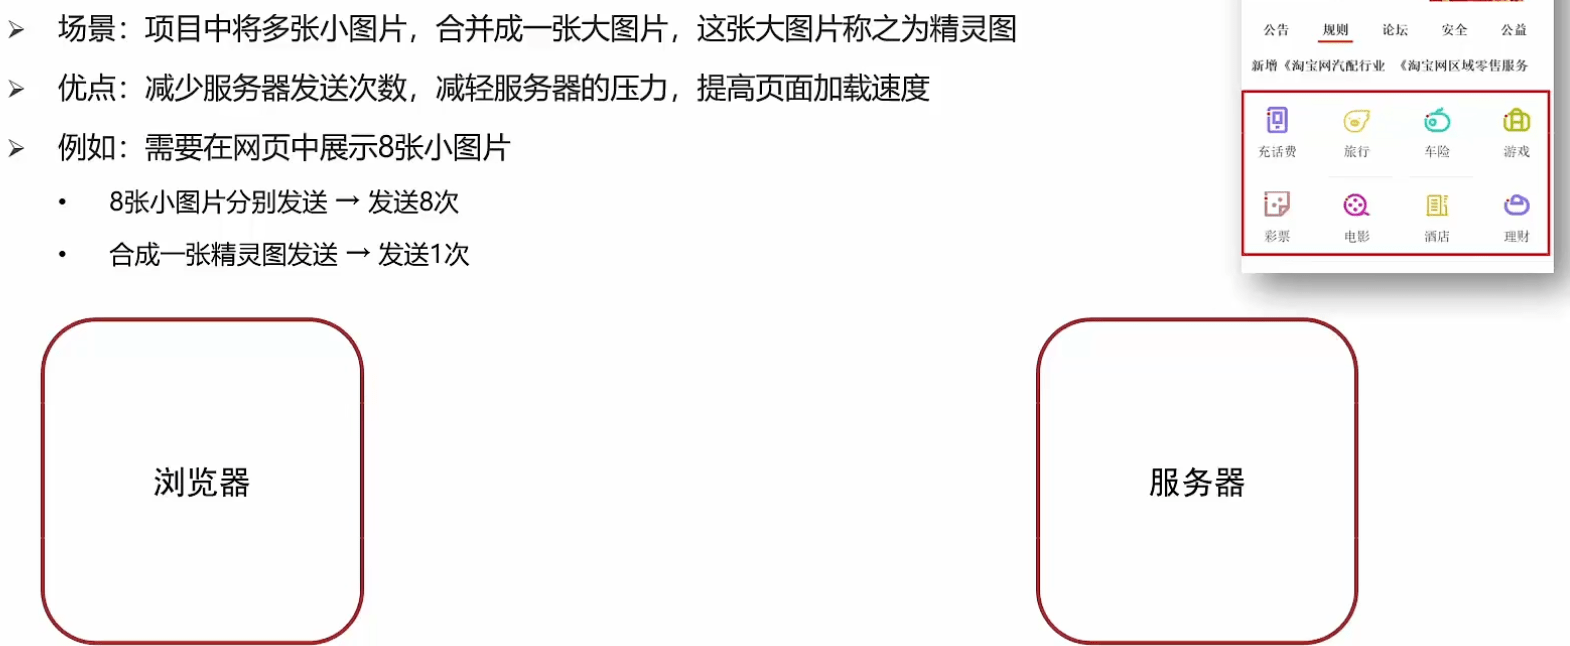 场景：项目中将多张小图片，合并成一张大图片，这张大图片称之为精灵图
优点：减少服务器发送次数，减轻服务器的压力，提高页面加载速度
例如：需要在网页中展示8张小图片
8张小图片分别发送 → 发送8次
合成一张精灵图发送 → 发送1次
公告 规则 论坛 安全 公益
新增《淘宝网汽配行业 《淘宝网区域零售服务
充话费 旅行 车险 游戏
彩票 电影 酒店 理财
浏览器
服务器